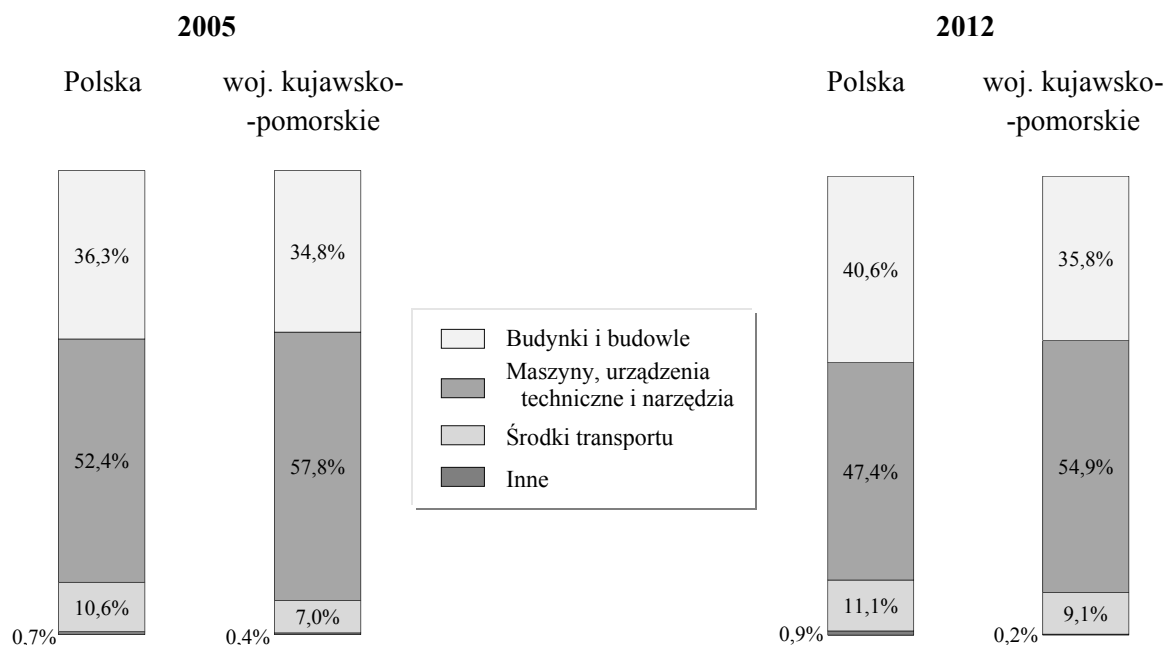 2005
2012
Polska
woj. kujawsko-
-pomorskie
Polska
woj. kujawsko-
-pomorskie
36,3%
34,8%
40,6%
35,8%
Budynki i budowle
Maszyny, urządzenia
techniczne i narzędzia
Środki transportu
Inne
52,4%
57,8%
47,4%
54,9%
10,6%
7,0%
11,1%
9,1%
0,7%
0,4%
0,9%
0,2%